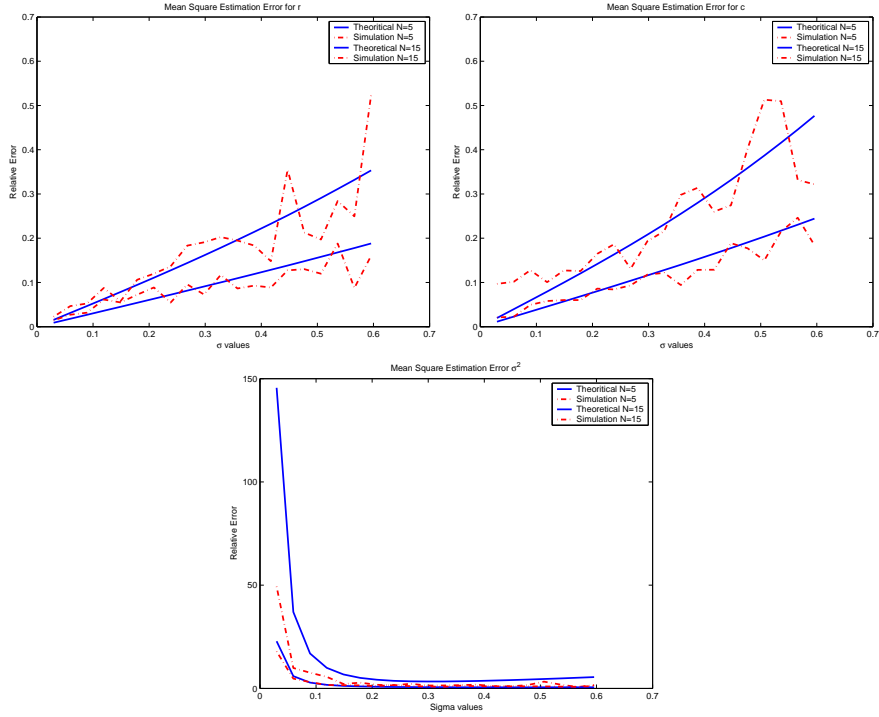 Mean Square Estimation Error for r
0.7
0.6
0.5
0.4
0.3
0.2
0.1
0
Relative Error
0
0.1
0.2
0.3
0.4
0.5
0.6
0.7
σ values
Theoritical N=5
Simulation N=5
Theoretical N=15
Simulation N=15
Mean Square Estimation Error for c
0.7
0.6
0.5
0.4
0.3
0.2
0.1
0
Relative Error
0
0.1
0.2
0.3
0.4
0.5
0.6
0.7
σ values
Theoritical N=5
Simulation N=5
Theoretical N=15
Simulation N=15
Mean Square Estimation Error σ²
150
100
50
0
Relative Error
0
0.1
0.2
0.3
0.4
0.5
0.6
0.7
Sigma values
Theoritical N=5
Simulation N=5
Theoretical N=15
Simulation N=15